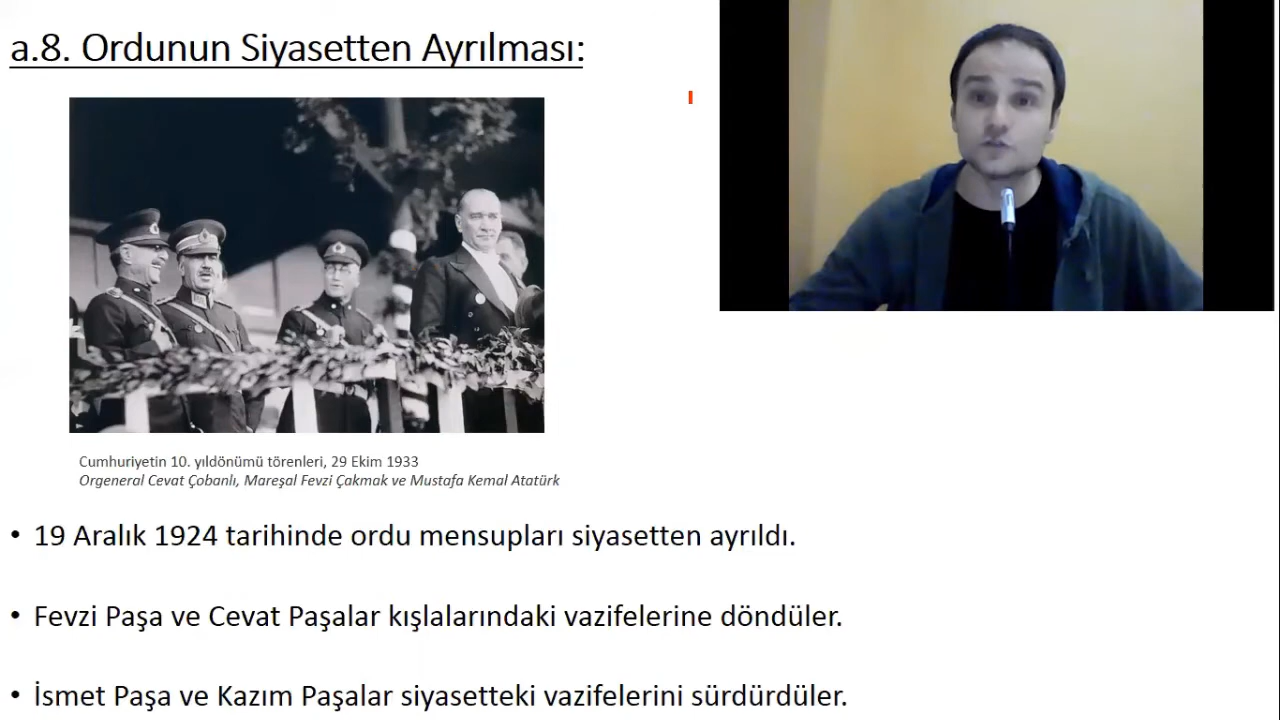 a.8. Ordunun Siyasetten Ayrılması:
Cumhuriyetin 10. yıldönümü törenleri, 29 Ekim 1933
Orgeneral Cevat Çobanlı, Mareşal Fevzi Çakmak ve Mustafa Kemal Atatürk
• 19 Aralık 1924 tarihinde ordu mensupları siyasetten ayrıldı.
• Fevzi Paşa ve Cevat Paşalar kışlalarındaki vazifelerine döndüler.
• İsmet Paşa ve Kazım Paşalar siyasetteki vazifelerini sürdürdüler.